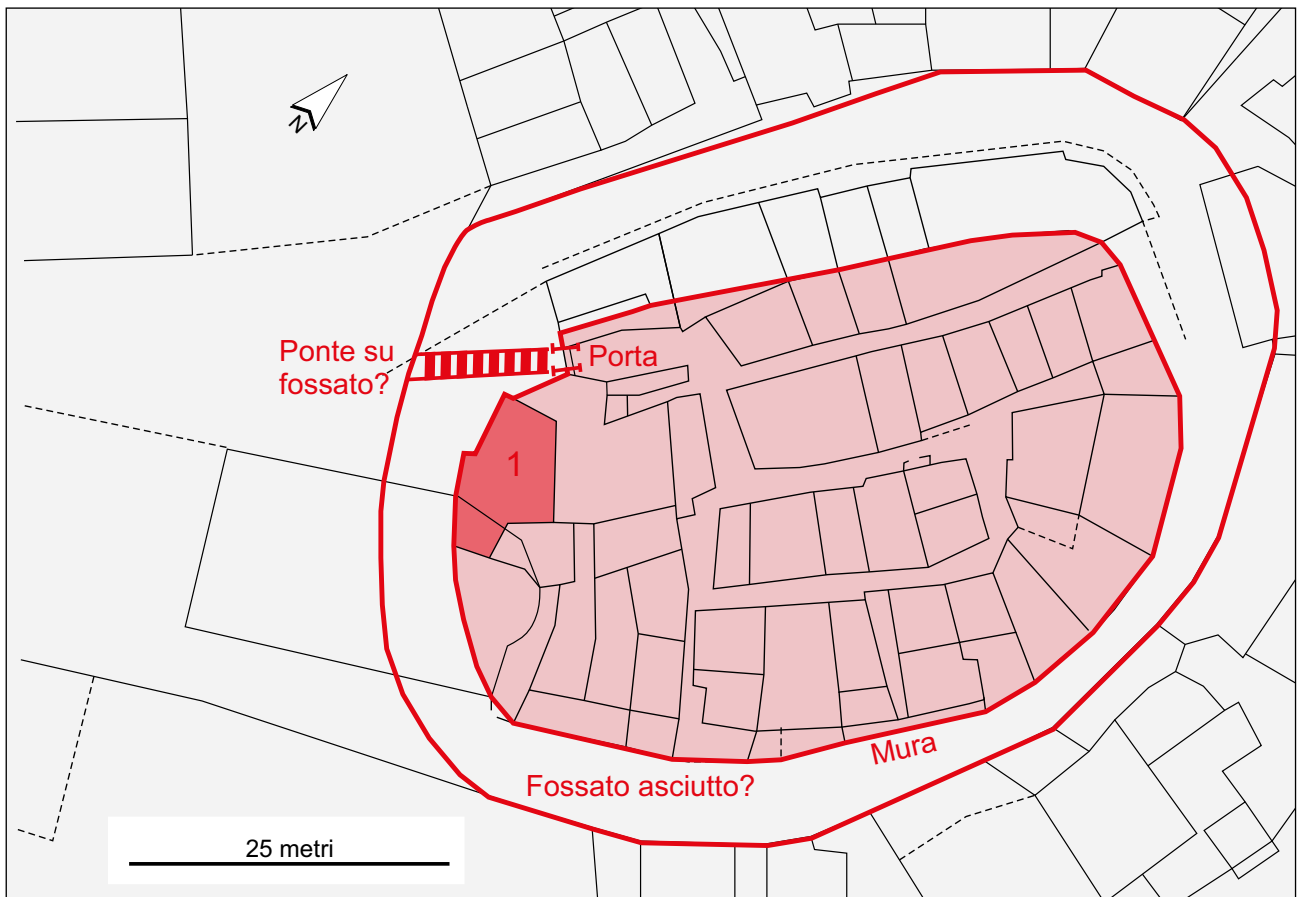 N
Ponte su
fossato?
Porta
1
Mura
Fossato asciutto?
25 metri